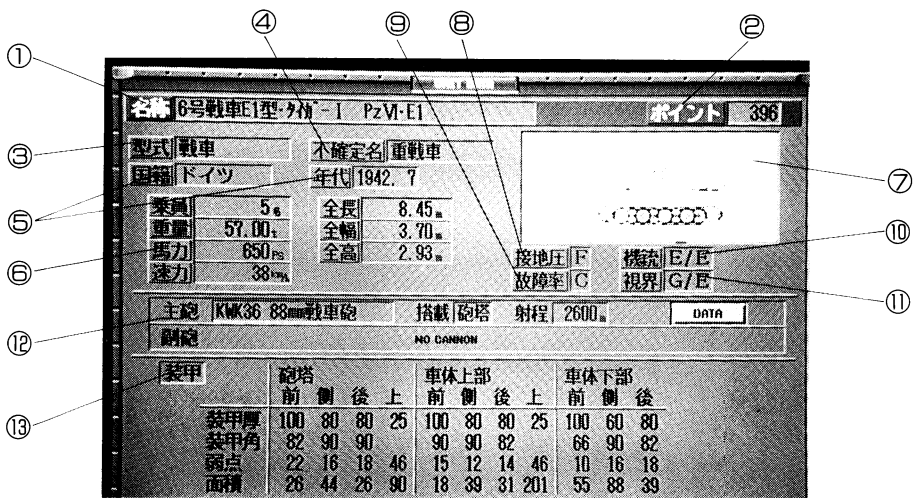 ⑨ ⑧
④ ②
①
名称 6号戦車E1型・ﾀｲｶﾞｰI PzⅥ・E1 ポイント 396
③ 型式 戦車 不確定名 重戦車
国籍 ドイツ 年代 1942. 7 ⑦
⑤ 乗員 5名 全長 8.45m
重量 57.00t 全幅 3.70m ⑩
⑥ 馬力 650PS 全高 2.93m 接地圧 F 機銃 E/E
速力 38km/h 故障率 C 視界 G/E
⑪
⑫ 主砲 KWK36 88mm戦車砲 搭載 砲塔 射程 2600m DATA
副砲 NO CANNON
装甲 砲塔 車体上部 車体下部
前 側 後 上 前 側 後 上 前 側 後
⑬ 装甲厚 100 80 80 25 100 80 80 25 100 60 80
装甲角 82 90 90 90 90 82 66 90 82
弱点 22 16 18 46 15 12 14 46 10 16 18
面積 26 44 26 90 18 39 31 201 55 88 39